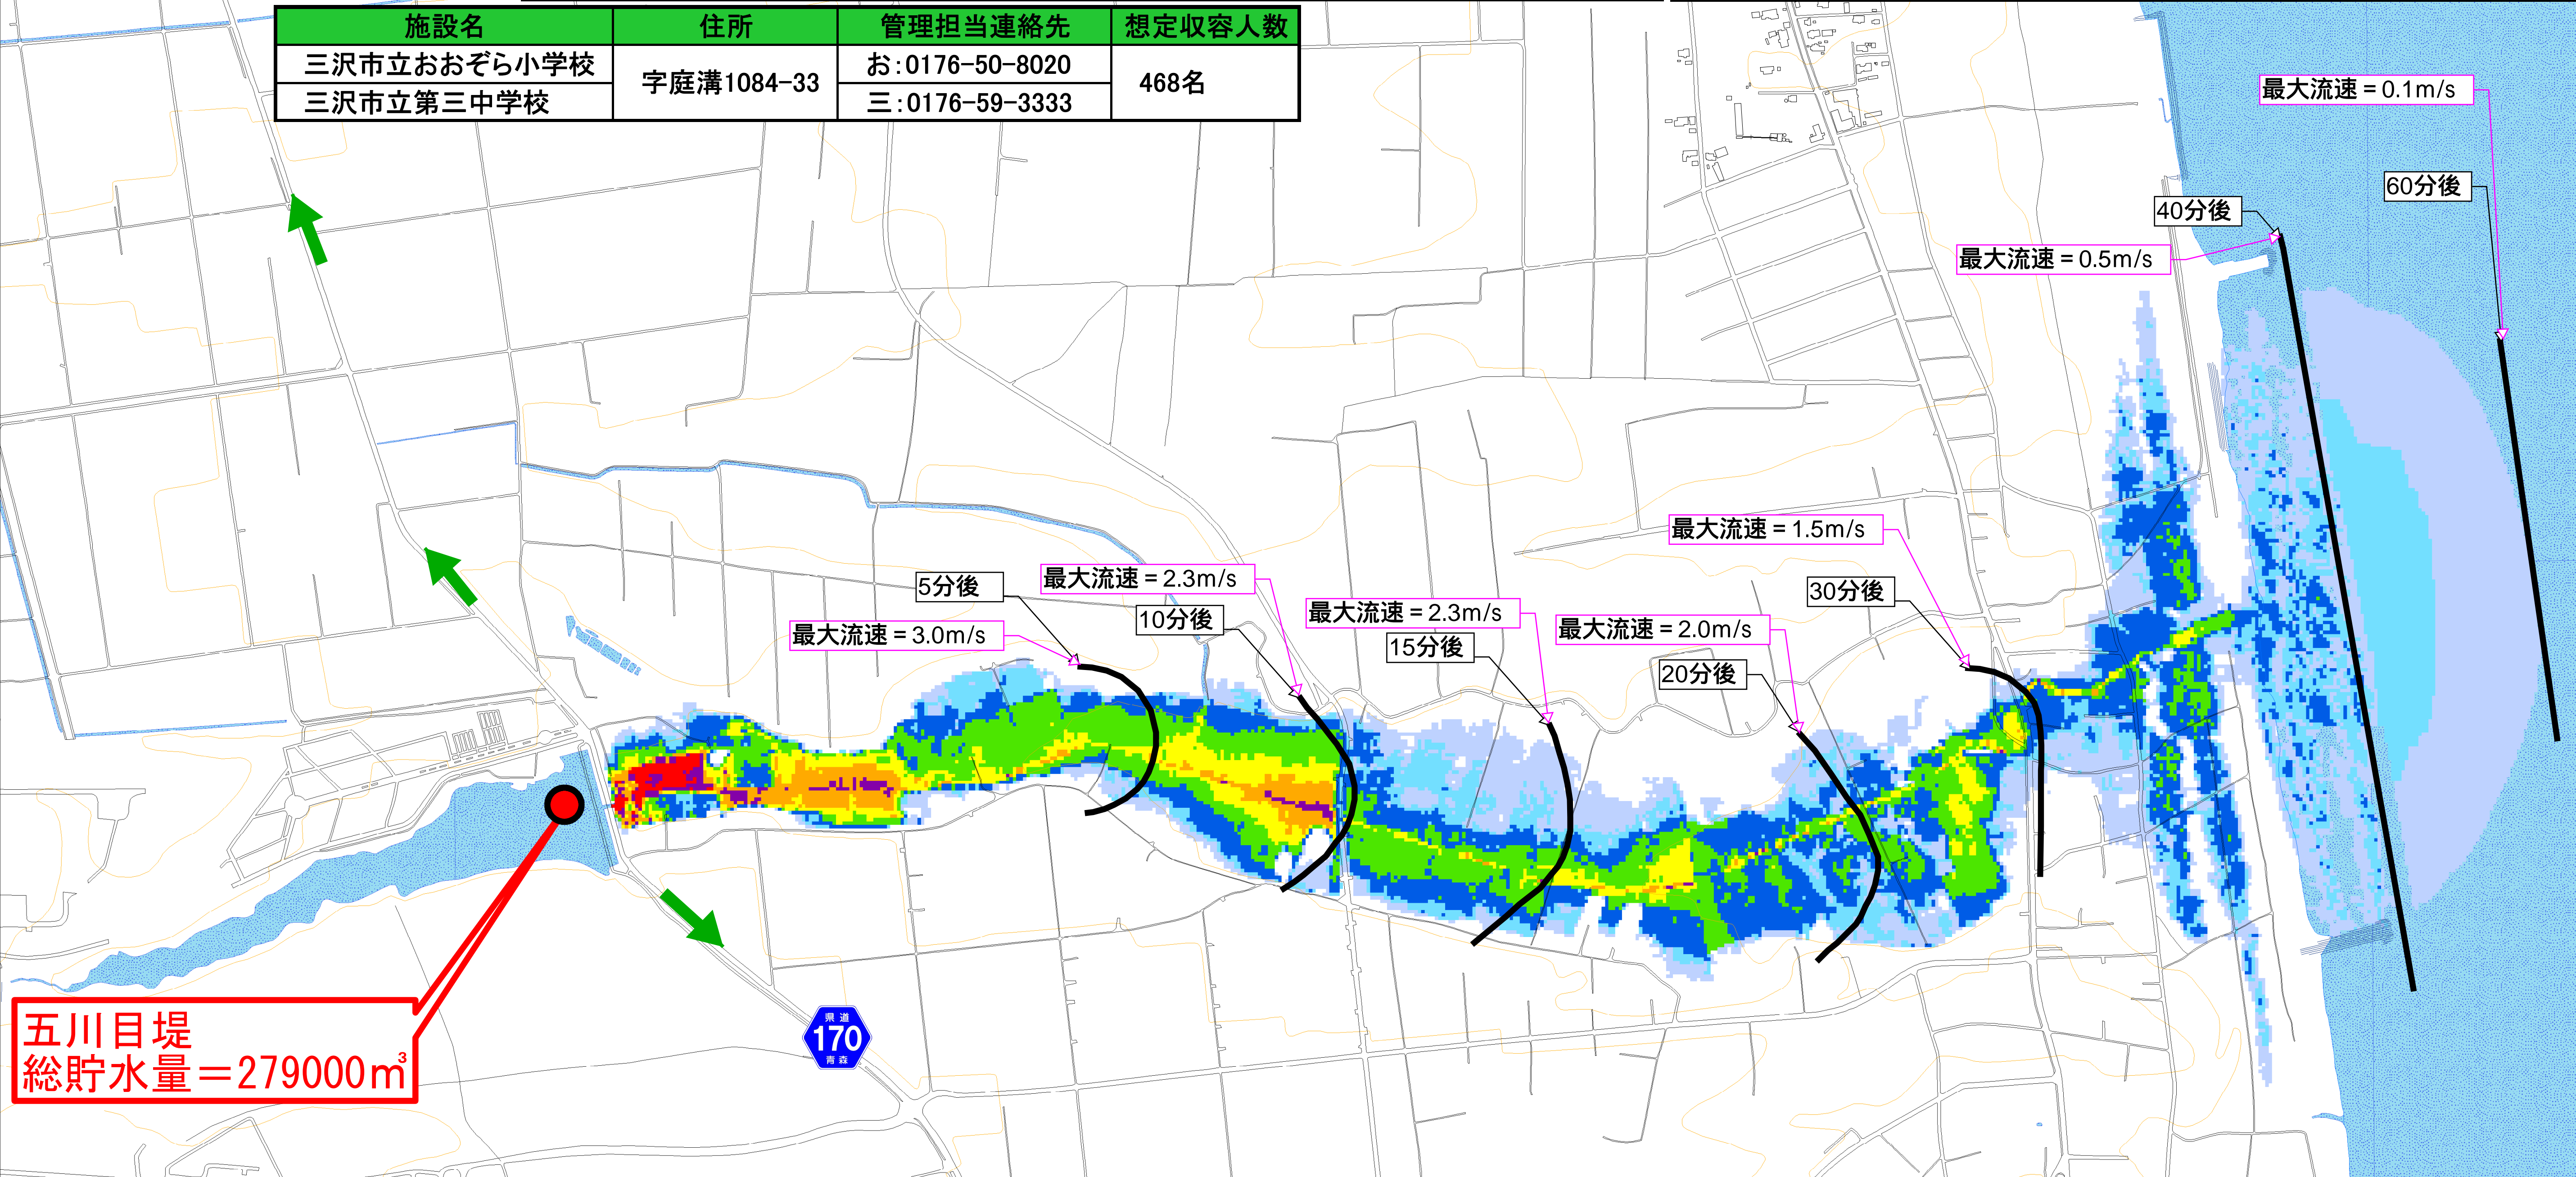 施設名 住所 管理担当連絡先 想定収容人数
三沢市立おおぞら小学校 字庭溝1084-33 お:0176-50-8020 468名
三沢市立第三中学校 三:0176-59-3333
最大流速=0.1m/s
60分後
40分後
最大流速=0.5m/s
最大流速=1.5m/s
30分後
5分後
最大流速=2.3m/s
10分後
最大流速=3.0m/s
最大流速=2.3m/s
15分後
最大流速=2.0m/s
20分後
五川目堤
総貯水量=279000㎥
県道
170
青森